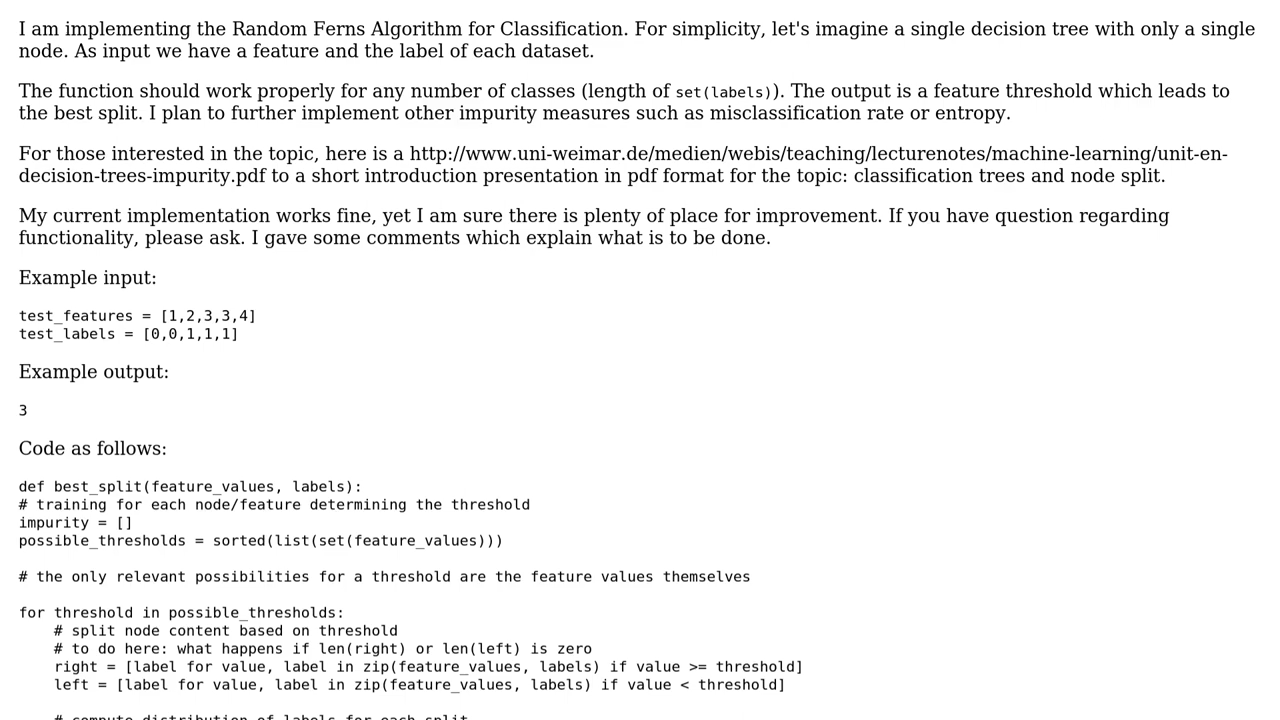 I am implementing the Random Ferns Algorithm for Classification. For simplicity, let's imagine a single decision tree with only a single
node. As input we have a feature and the label of each dataset.
The function should work properly for any number of classes (length of set(labels)). The output is a feature threshold which leads to
the best split. I plan to further implement other impurity measures such as misclassification rate or entropy.
For those interested in the topic, here is a http://www.uni-weimar.de/medien/webis/teaching/lecturenotes/machine-learning/unit-en-
decision-trees-impurity.pdf to a short introduction presentation in pdf format for the topic: classification trees and node split.
My current implementation works fine, yet I am sure there is plenty of place for improvement. If you have question regarding
functionality, please ask. I gave some comments which explain what is to be done.
Example input:
test_features = [1,2,3,3,4]
test_labels = [0,0,1,1,1]
Example output:
3
Code as follows:
def best_split(feature_values, labels):
# training for each node/feature determining the threshold
impurity = []
possible_thresholds = sorted(list(set(feature_values)))
# the only relevant possibilities for a threshold are the feature values themselves
for threshold in possible_thresholds:
    # split node content based on threshold
    # to do here: what happens if len(right) or len(left) is zero
    right = [label for value, label in zip(feature_values, labels) if value >= threshold]
    left = [label for value, label in zip(feature_values, labels) if value < threshold]
    # compute distribution of labels for each split